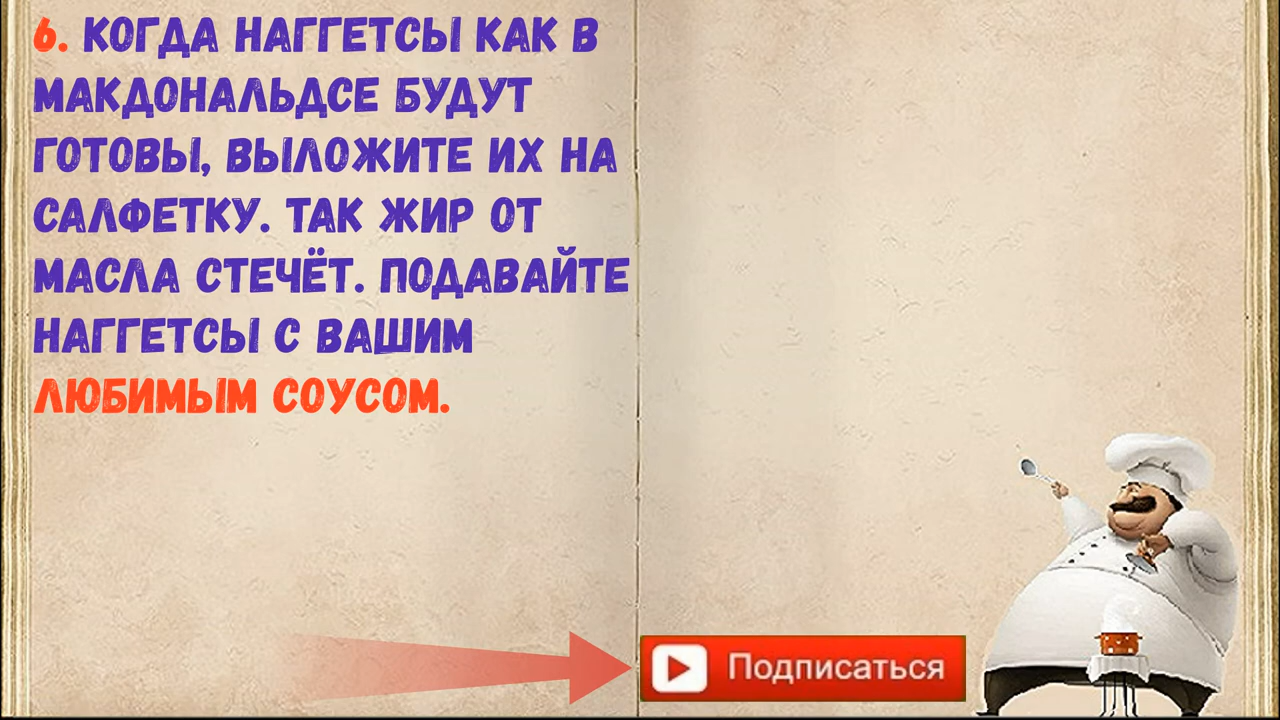 6. КОГДА НАГГЕТСЫ КАК В
МАКДОНАЛЬДСЕ БУДУТ
ГОТОВЫ, ВЫЛОЖИТЕ ИХ НА
САЛФЕТКУ. ТАК ЖИР ОТ
МАСЛА СТЕЧЁТ. ПОДАВАЙТЕ
НАГГЕТСЫ С ВАШИМ
ЛЮБИМЫМ СОУСОМ.
Подписаться